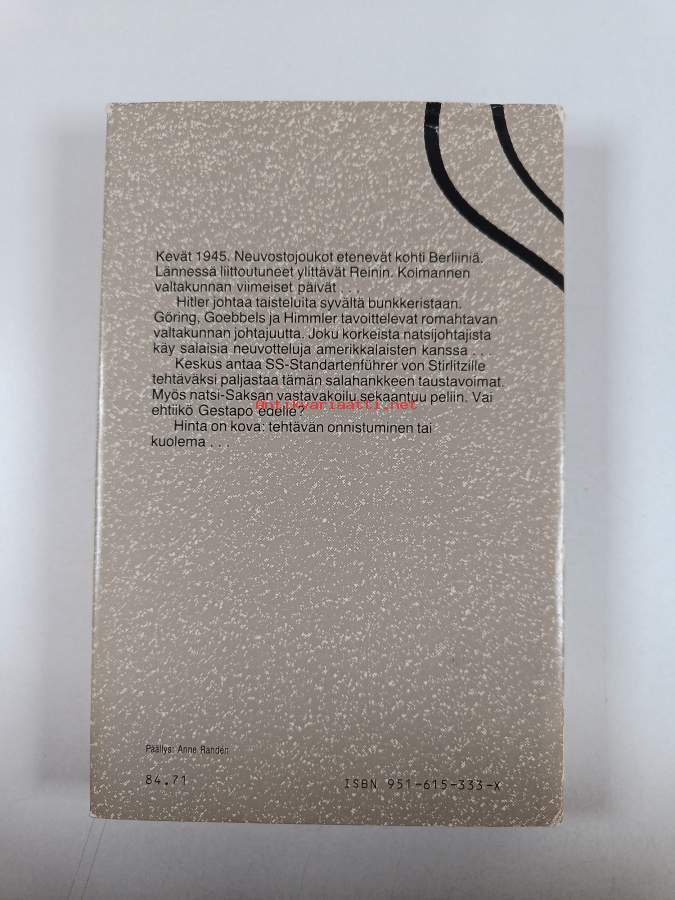 Kevät 1945. Neuvostojoukot etenevät kohti Berliiniä.
Lännessä liittoutuneet ylittävät Reinin. Kolmannen
valtakunnan viimeiset päivät . . .
Hitler johtaa taisteluita syvältä bunkkeristaan.
Göring, Goebbels ja Himmler tavoittelevat romahtavan
valtakunnan johtajuutta. Joku korkeista natsijohtajista
käy salaisia neuvotteluja amerikkalaisten kanssa . . .
Keskus antaa SS-Standartenführer von Stirlitzille
tehtäväksi paljastaa tämän salahankkeen taustavoimat.
Myös natsi-Saksan vastavakoilu sekaantuu peliin. Vai
ehtiikö Gestapo edelle?
Antikvariaatti.net
Hinta on kova: tehtävän onnistuminen tai
kuolema . . .
Päällys: Anne Randén
84.71
ISBN 951-615-333-X